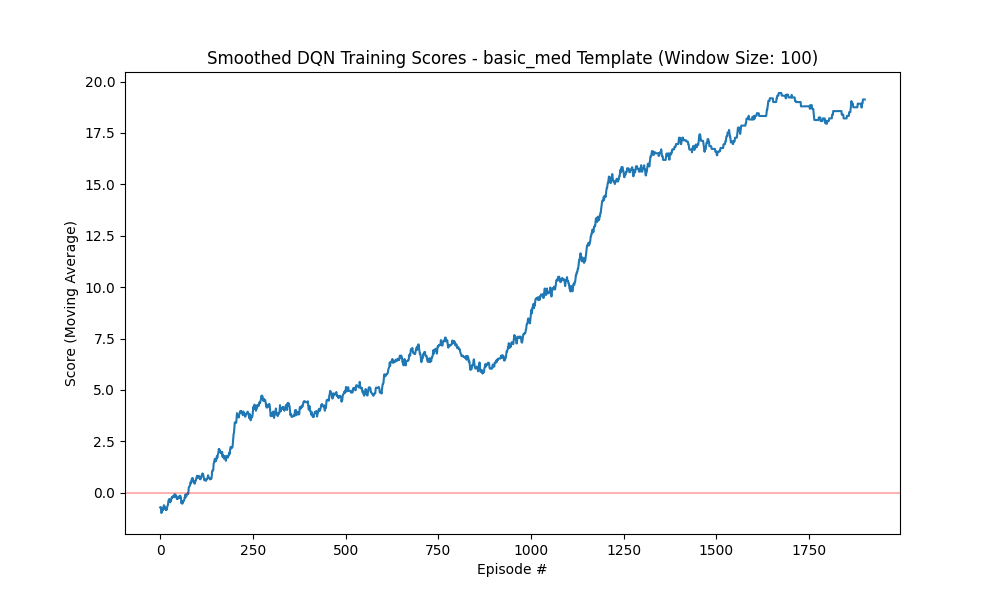 Smoothed DQN Training Scores - basic_med Template (Window Size: 100)
20.0
17.5
15.0
12.5
10.0
7.5
5.0
2.5
0.0
Score (Moving Average)
0 250 500 750 1000 1250 1500 1750
Episode #